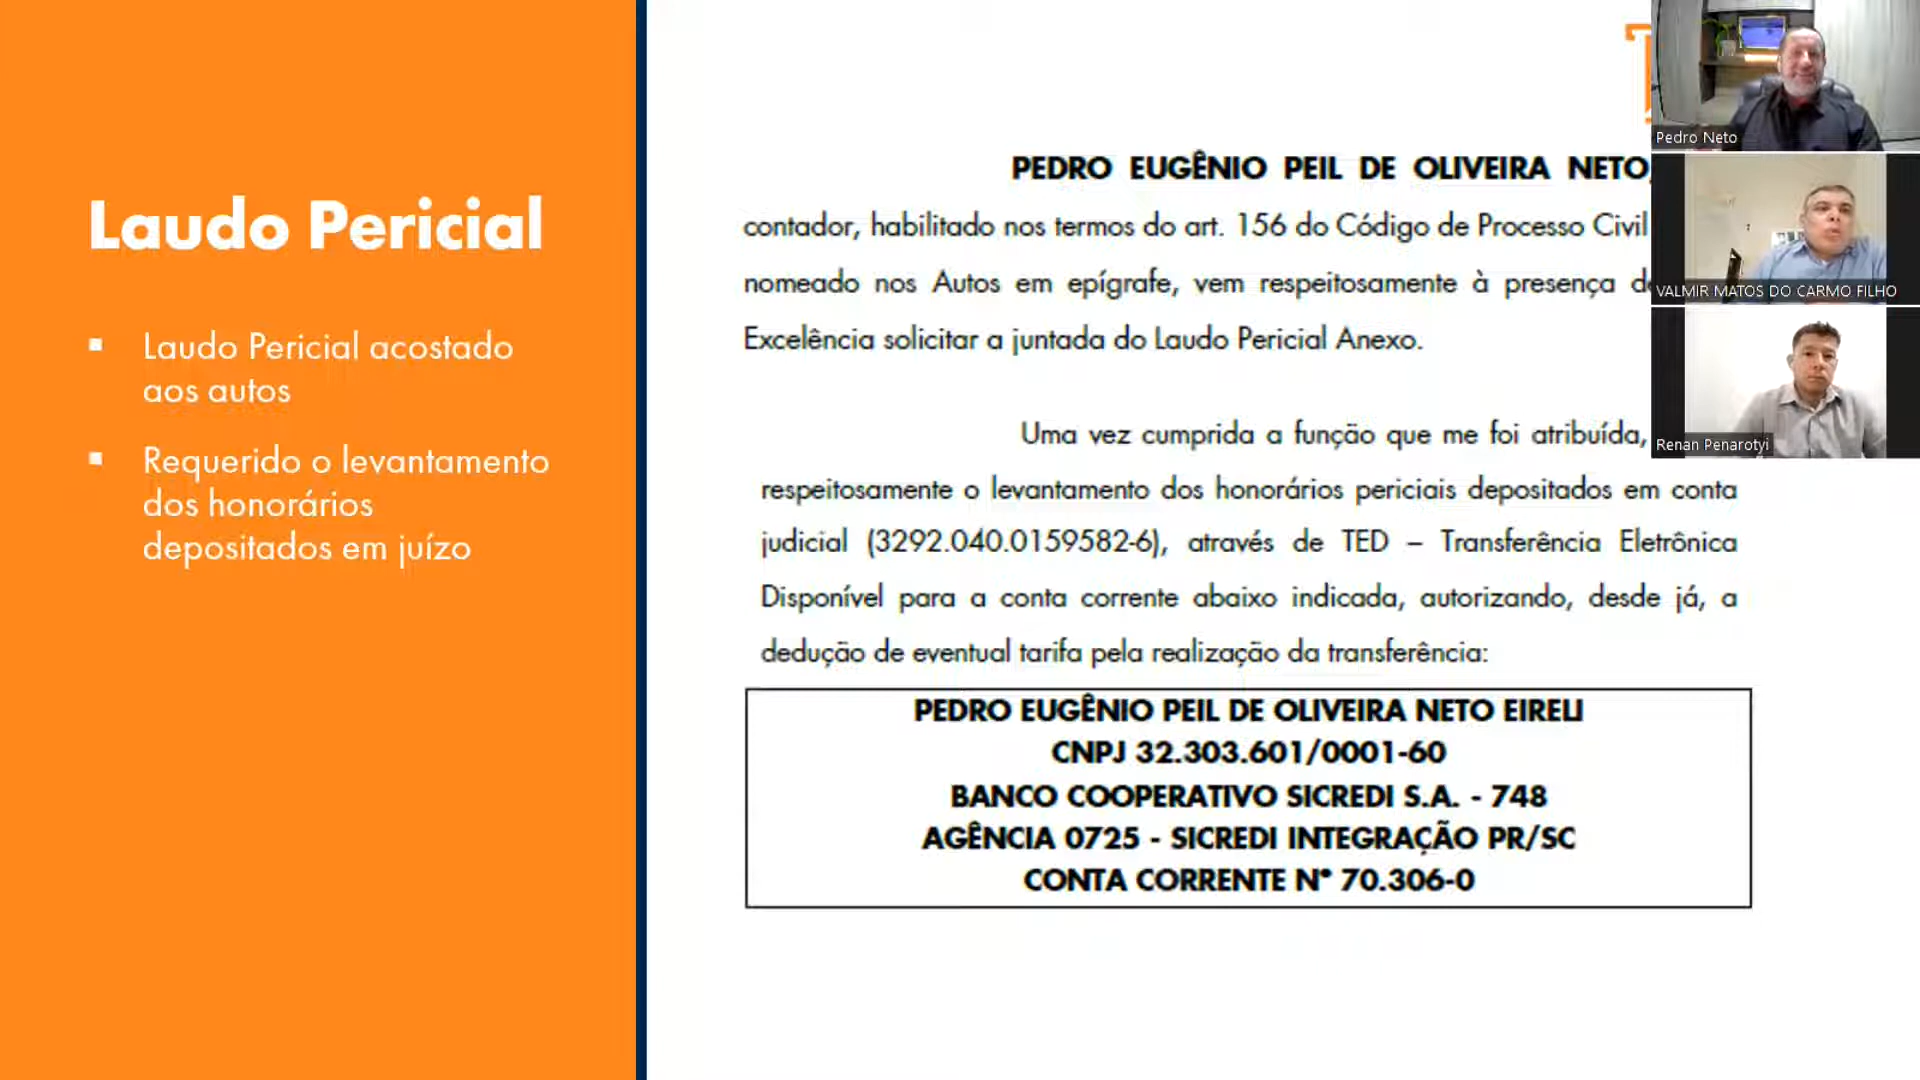 Laudo Pericial
▪ Laudo Pericial acostado
aos autos
▪ Requerido o levantamento
dos honorários
depositados em juízo
PEDRO EUGÊNIO PEIL DE OLIVEIRA NETO,
contador, habilitado nos termos do art. 156 do Código de Processo Civil
nomeado nos Autos em epígrafe, vem respeitosamente à presença
Excelência solicitar a juntada do Laudo Pericial Anexo.
Uma vez cumprida a função que me foi atribuída,
respeitosamente o levantamento dos honorários periciais depositados em conta
judicial (3292.040.0159582-6), através de TED – Transferência Eletrônica
Disponível para a conta corrente abaixo indicada, autorizando, desde já, a
dedução de eventual tarifa pela realização da transferência:
PEDRO EUGÊNIO PEIL DE OLIVEIRA NETO EIRELI
CNPJ 32.303.601/0001-60
BANCO COOPERATIVO SICREDI S.A. - 748
AGÊNCIA 0725 - SICREDI INTEGRAÇÃO PR/SC
CONTA CORRENTE Nº 70.306-0
Pedro Neto
VALMIR MATOS DO CARMO FILHO
Renan Penarotyi